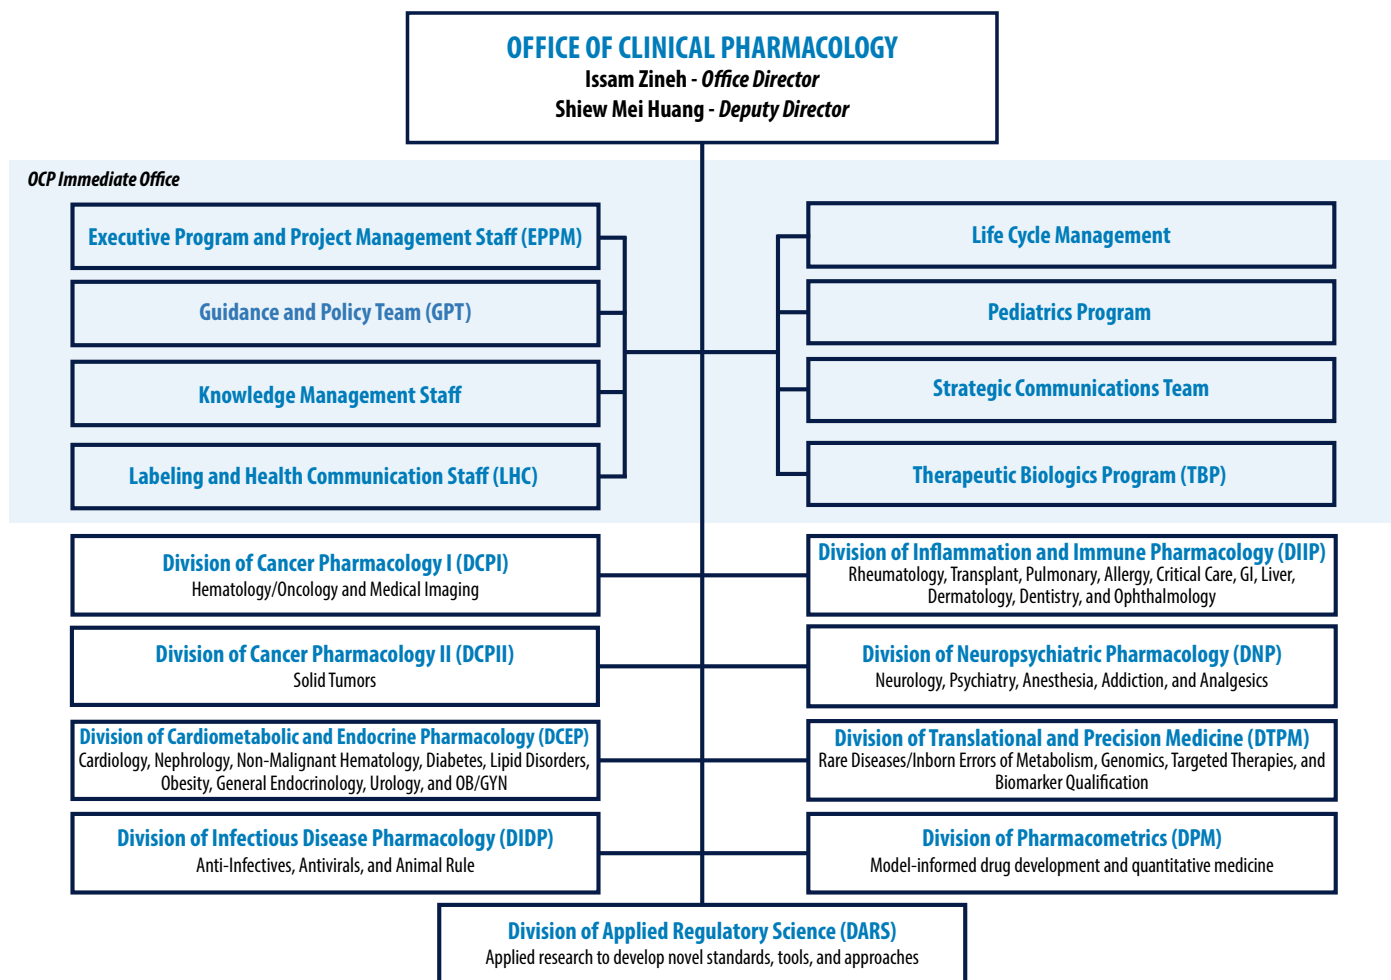 OFFICE OF CLINICAL PHARMACOLOGY
Issam Zineh - Office Director
Shiew Mei Huang - Deputy Director
OCP Immediate Office
Executive Program and Project Management Staff (EPPM)
Guidance and Policy Team (GPT)
Knowledge Management Staff
Labeling and Health Communication Staff (LHC)
Life Cycle Management
Pediatrics Program
Strategic Communications Team
Therapeutic Biologics Program (TBP)
Division of Cancer Pharmacology I (DCPI)
Hematology/Oncology and Medical Imaging
Division of Cancer Pharmacology II (DCPII)
Solid Tumors
Division of Cardiometabolic and Endocrine Pharmacology (DCEP)
Cardiology, Nephrology, Non-Malignant Hematology, Diabetes, Lipid Disorders,
Obesity, General Endocrinology, Urology, and OB/GYN
Division of Infectious Disease Pharmacology (DIDP)
Anti-Infectives, Antivirals, and Animal Rule
Division of Inflammation and Immune Pharmacology (DIIP)
Rheumatology, Transplant, Pulmonary, Allergy, Critical Care, GI, Liver,
Dermatology, Dentistry, and Ophthalmology
Division of Neuropsychiatric Pharmacology (DNP)
Neurology, Psychiatry, Anesthesia, Addiction, and Analgesics
Division of Translational and Precision Medicine (DTPM)
Rare Diseases/Inborn Errors of Metabolism, Genomics, Targeted Therapies, and
Biomarker Qualification
Division of Pharmacometrics (DPM)
Model-informed drug development and quantitative medicine
Division of Applied Regulatory Science (DARS)
Applied research to develop novel standards, tools, and approaches